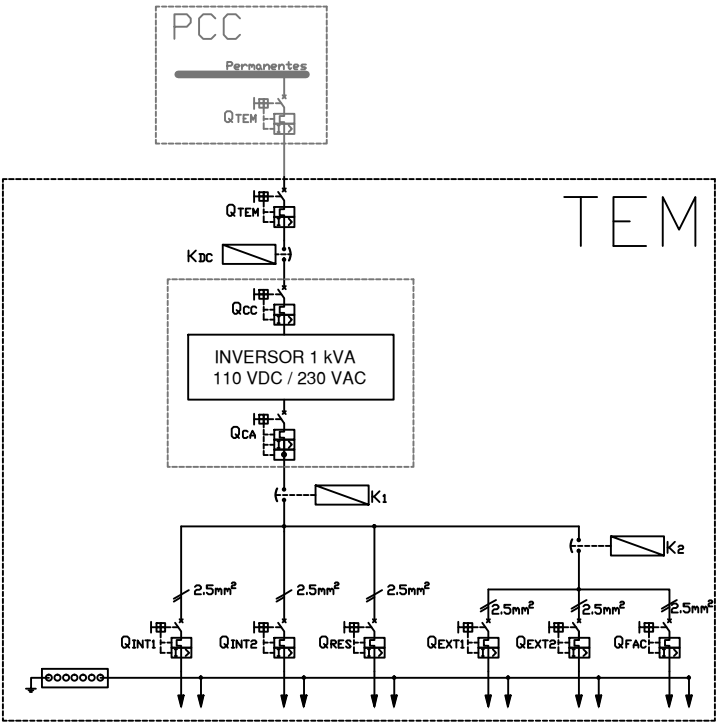 PCC
Permanentes
QTEM
TEM
QTEM
KDC
QCC
INVERSOR 1 kVA
110 VDC / 230 VAC
QCA
K1
K2
2.5mm²
2.5mm²
2.5mm²
2.5mm²
2.5mm²
2.5mm²
QINT1
QINT2
QRES
QEXT1
QEXT2
QFAC